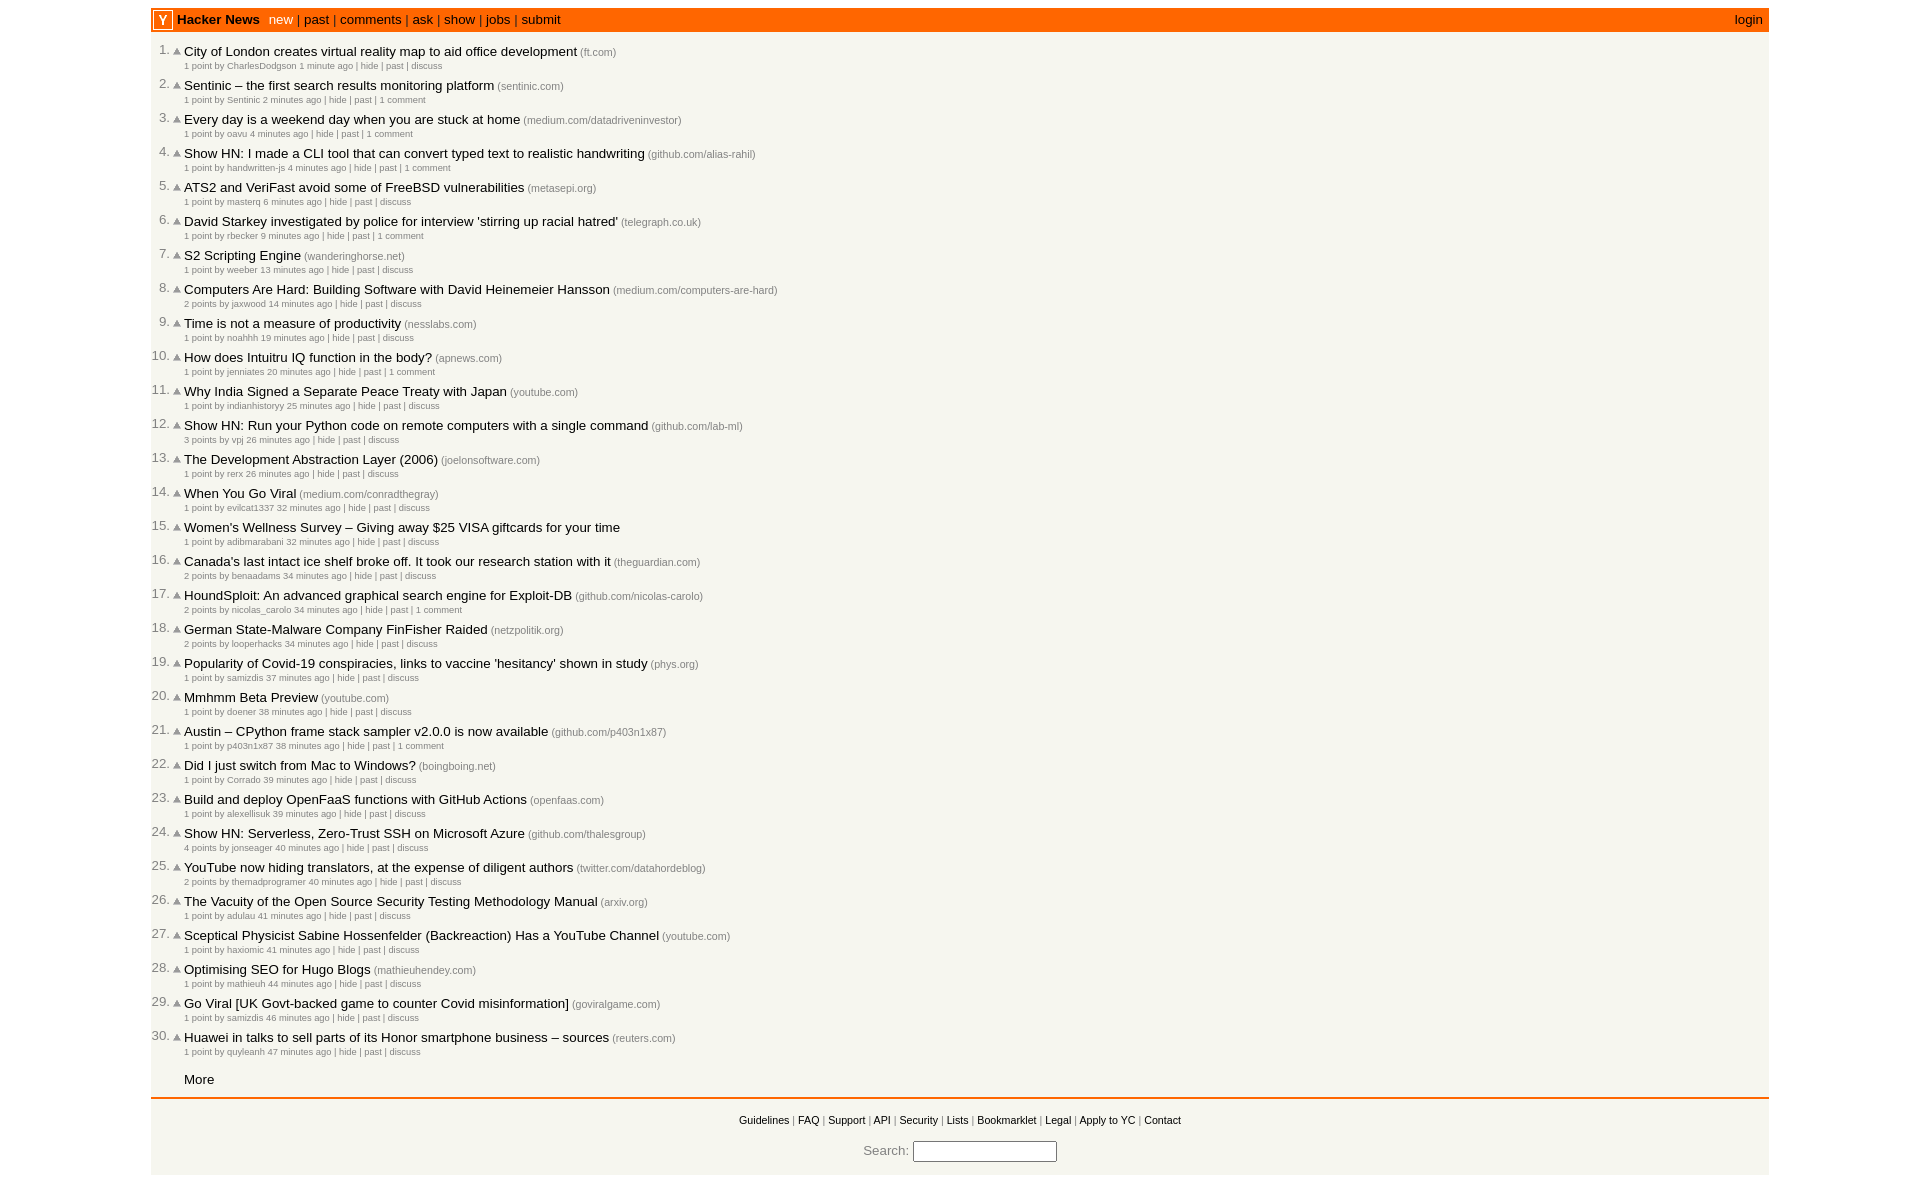 Y Hacker News new | past | comments | ask | show | jobs | submit login
1. City of London creates virtual reality map to aid office development (ft.com)
1 point by CharlesDodgson 1 minute ago | hide | past | discuss
2. Sentinic – the first search results monitoring platform (sentinic.com)
1 point by Sentinic 2 minutes ago | hide | past | 1 comment
3. Every day is a weekend day when you are stuck at home (medium.com/datadriveninvestor)
1 point by oavu 4 minutes ago | hide | past | 1 comment
4. Show HN: I made a CLI tool that can convert typed text to realistic handwriting (github.com/alias-rahil)
1 point by handwritten-js 4 minutes ago | hide | past | 1 comment
5. ATS2 and VeriFast avoid some of FreeBSD vulnerabilities (metasepi.org)
1 point by masterq 6 minutes ago | hide | past | discuss
6. David Starkey investigated by police for interview 'stirring up racial hatred' (telegraph.co.uk)
1 point by rbecker 9 minutes ago | hide | past | 1 comment
7. S2 Scripting Engine (wanderinghorse.net)
1 point by weeber 13 minutes ago | hide | past | discuss
8. Computers Are Hard: Building Software with David Heinemeier Hansson (medium.com/computers-are-hard)
2 points by jaxwood 14 minutes ago | hide | past | discuss
9. Time is not a measure of productivity (nesslabs.com)
1 point by noahhh 19 minutes ago | hide | past | discuss
10. How does Intuitru IQ function in the body? (apnews.com)
1 point by jenniates 20 minutes ago | hide | past | 1 comment
11. Why India Signed a Separate Peace Treaty with Japan (youtube.com)
1 point by indianhistoryy 25 minutes ago | hide | past | discuss
12. Show HN: Run your Python code on remote computers with a single command (github.com/lab-ml)
3 points by vpj 26 minutes ago | hide | past | discuss
13. The Development Abstraction Layer (2006) (joelonsoftware.com)
1 point by rerx 26 minutes ago | hide | past | discuss
14. When You Go Viral (medium.com/conradthegray)
1 point by evilcat1337 32 minutes ago | hide | past | discuss
15. Women's Wellness Survey – Giving away $25 VISA giftcards for your time
1 point by adibmarabani 32 minutes ago | hide | past | discuss
16. Canada's last intact ice shelf broke off. It took our research station with it (theguardian.com)
2 points by benaadams 34 minutes ago | hide | past | discuss
17. HoundSploit: An advanced graphical search engine for Exploit-DB (github.com/nicolas-carolo)
2 points by nicolas_carolo 34 minutes ago | hide | past | 1 comment
18. German State-Malware Company FinFisher Raided (netzpolitik.org)
2 points by looperhacks 34 minutes ago | hide | past | discuss
19. Popularity of Covid-19 conspiracies, links to vaccine 'hesitancy' shown in study (phys.org)
1 point by samizdis 37 minutes ago | hide | past | discuss
20. Mmhmm Beta Preview (youtube.com)
1 point by doener 38 minutes ago | hide | past | discuss
21. Austin – CPython frame stack sampler v2.0.0 is now available (github.com/p403n1x87)
1 point by p403n1x87 38 minutes ago | hide | past | 1 comment
22. Did I just switch from Mac to Windows? (boingboing.net)
1 point by Corrado 39 minutes ago | hide | past | discuss
23. Build and deploy OpenFaaS functions with GitHub Actions (openfaas.com)
1 point by alexellisuk 39 minutes ago | hide | past | discuss
24. Show HN: Serverless, Zero-Trust SSH on Microsoft Azure (github.com/thalesgroup)
4 points by jonseager 40 minutes ago | hide | past | discuss
25. YouTube now hiding translators, at the expense of diligent authors (twitter.com/datahordeblog)
2 points by themadprogramer 40 minutes ago | hide | past | discuss
26. The Vacuity of the Open Source Security Testing Methodology Manual (arxiv.org)
1 point by adulau 41 minutes ago | hide | past | discuss
27. Sceptical Physicist Sabine Hossenfelder (Backreaction) Has a YouTube Channel (youtube.com)
1 point by haxiomic 41 minutes ago | hide | past | discuss
28. Optimising SEO for Hugo Blogs (mathieuhendey.com)
1 point by mathieuh 44 minutes ago | hide | past | discuss
29. Go Viral [UK Govt-backed game to counter Covid misinformation] (goviralgame.com)
1 point by samizdis 46 minutes ago | hide | past | discuss
30. Huawei in talks to sell parts of its Honor smartphone business – sources (reuters.com)
1 point by quyleanh 47 minutes ago | hide | past | discuss
More
Guidelines | FAQ | Support | API | Security | Lists | Bookmarklet | Legal | Apply to YC | Contact
Search: